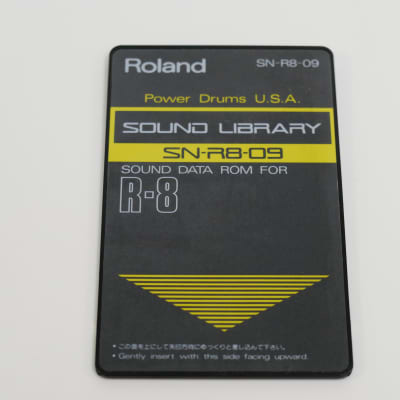 Roland SN-R8-09
Power Drums U.S.A.
SOUND LIBRARY
SN-R8-09
SOUND DATA ROM FOR
R-8
• この面を上にして矢印方向にゆっくりと差し込んで下さい。
• Gently insert with this side facing upward.